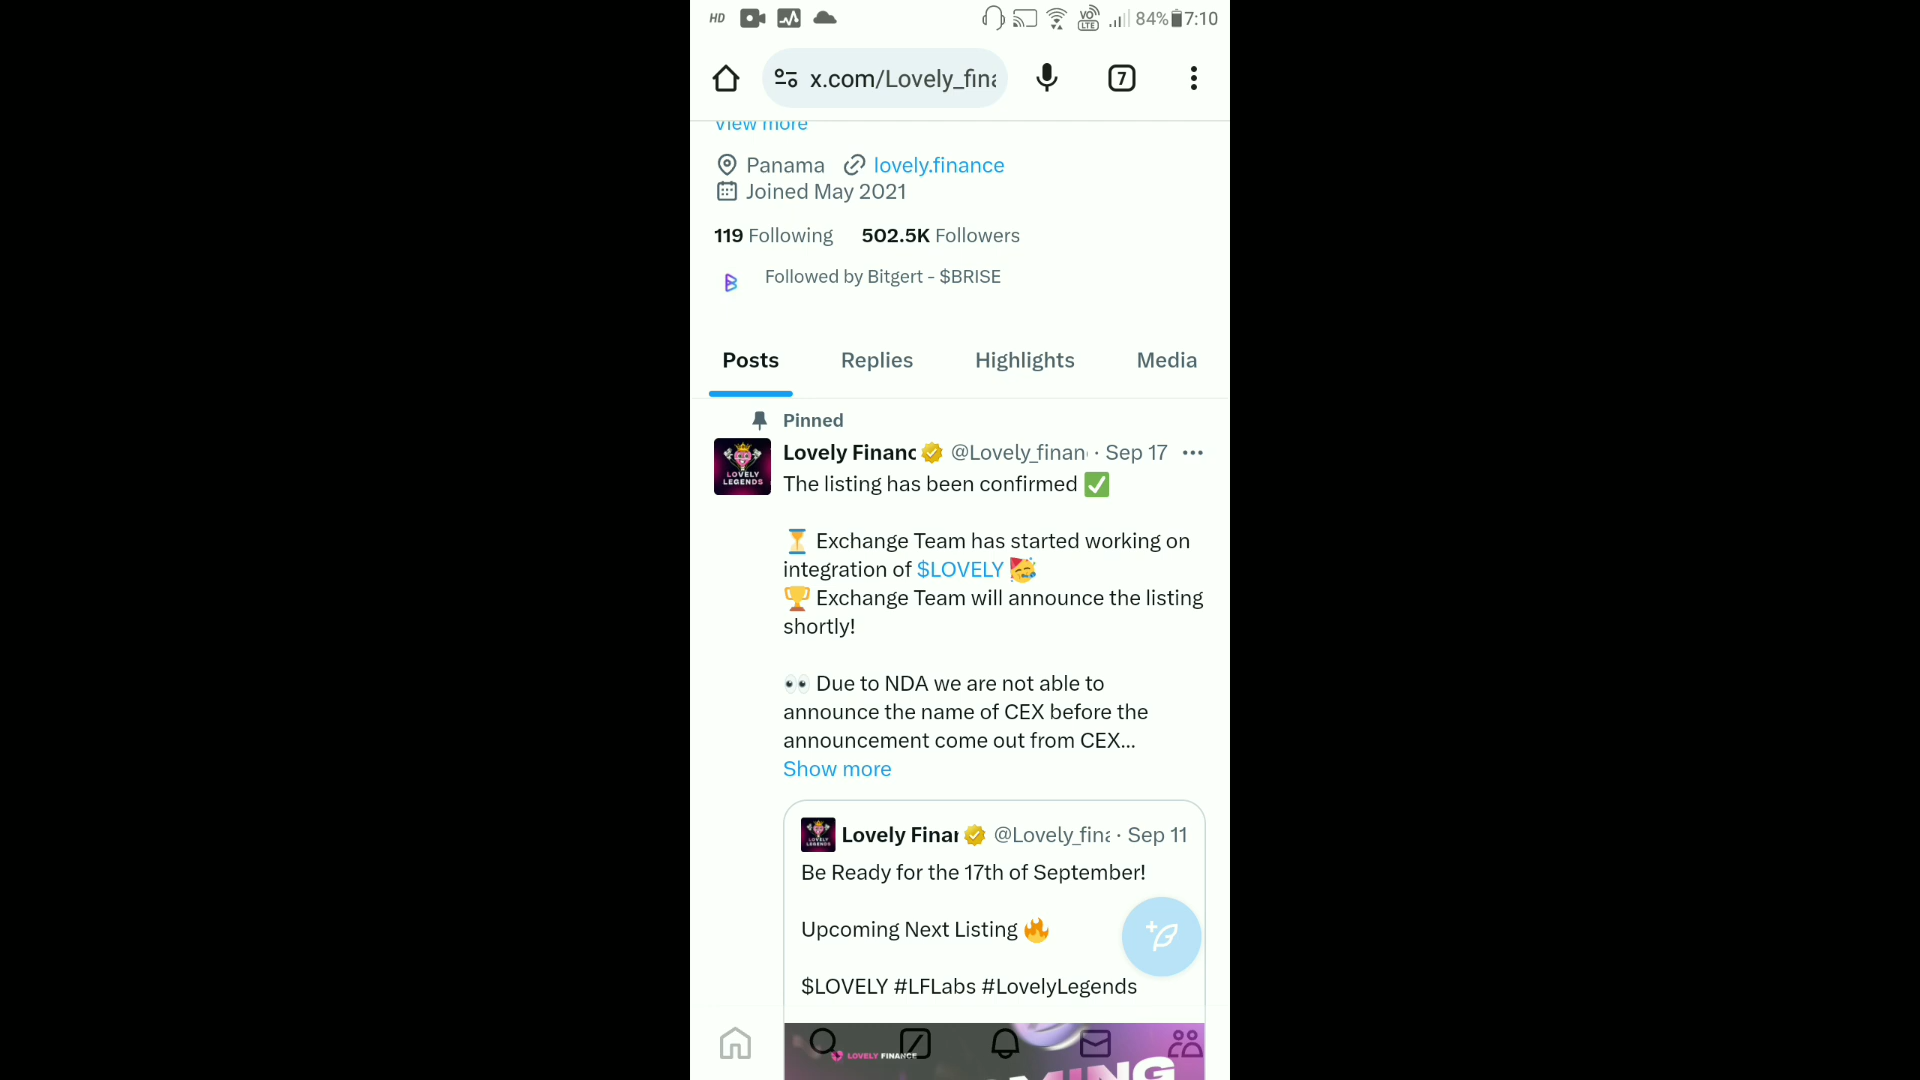 HD VO LTE 84% 7:10
x.com/Lovely_fina 7
View more
Panama lovely.finance
Joined May 2021
119 Following 502.5K Followers
Followed by Bitgert - $BRISE
Posts Replies Highlights Media
Pinned
Lovely Financ @Lovely_finan · Sep 17
The listing has been confirmed ✅
⏳ Exchange Team has started working on
integration of $LOVELY 🥳
🏆 Exchange Team will announce the listing
shortly!
👀 Due to NDA we are not able to
announce the name of CEX before the
announcement come out from CEX...
Show more
LOVELY
LEGENDS
Lovely Finan @Lovely_fina · Sep 11
Be Ready for the 17th of September!
Upcoming Next Listing 🔥
$LOVELY #LFLabs #LovelyLegends
LOVELY FINANCE